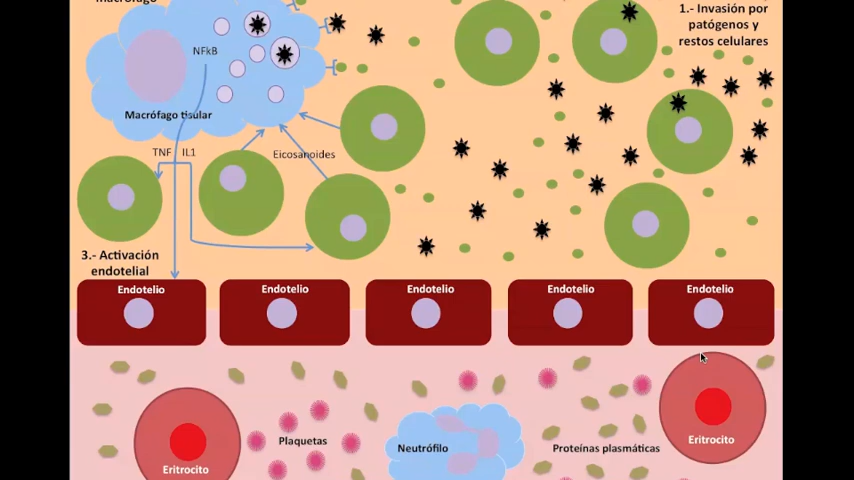 macrófago
1.- Invasión por
patógenos y
restos celulares
NFkB
Macrófago tisular
TNF IL1
Eicosanoides
3.- Activación
endotelial
Endotelio
Endotelio
Endotelio
Endotelio
Endotelio
Plaquetas
Neutrófilo
Proteínas plasmáticas
Eritrocito
Eritrocito